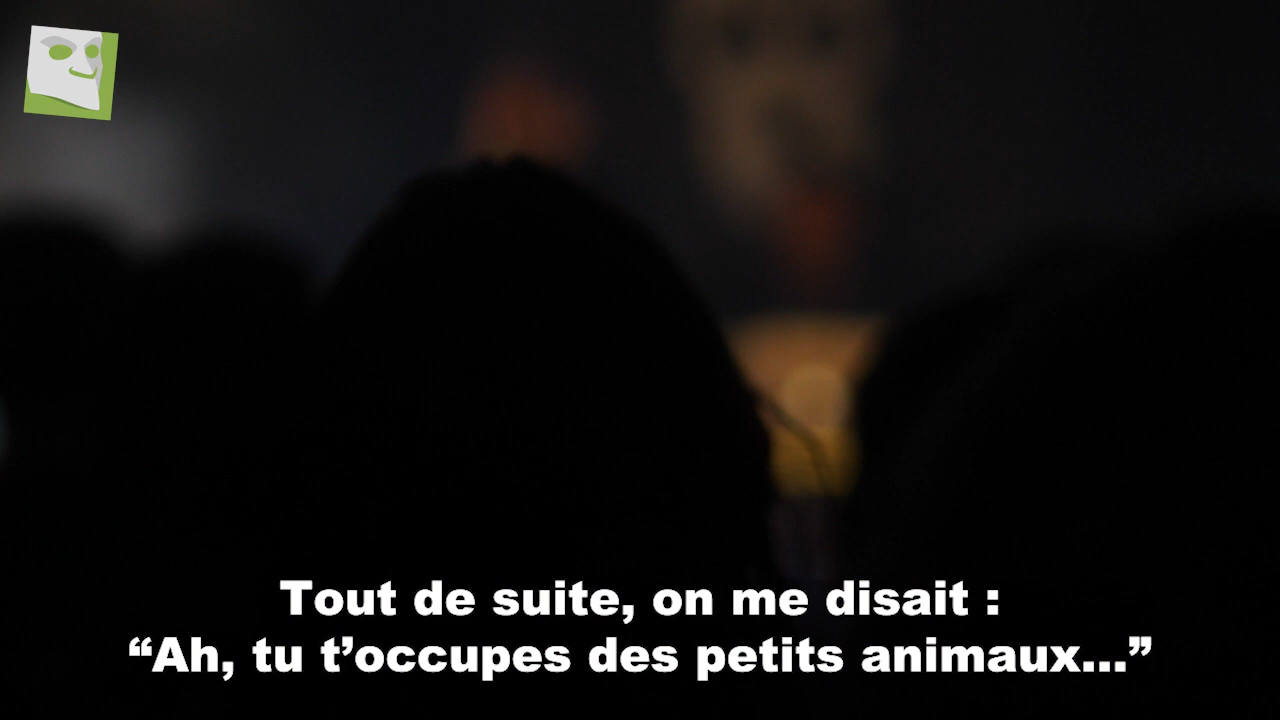 Tout de suite, on me disait :
“Ah, tu t’occupes des petits animaux...”